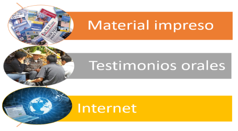 Material impreso
Testimonios orales
Internet